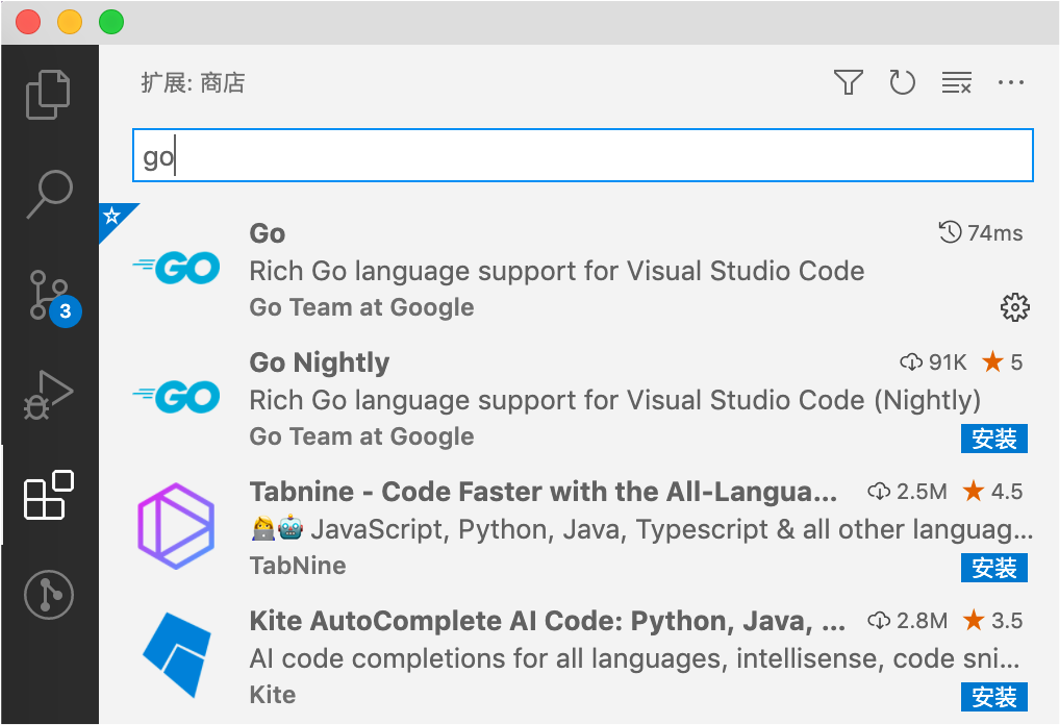 扩展: 商店
go
Go 74ms
GO Rich Go language support for Visual Studio Code
Go Team at Google
3
Go Nightly 91K 5
GO Rich Go language support for Visual Studio Code (Nightly)
Go Team at Google 安装
Tabnine - Code Faster with the All-Langua... 2.5M 4.5
JavaScript, Python, Java, Typescript & all other languag...
TabNine 安装
Kite AutoComplete AI Code: Python, Java, ... 2.8M 3.5
AI code completions for all languages, intellisense, code sni...
Kite 安装